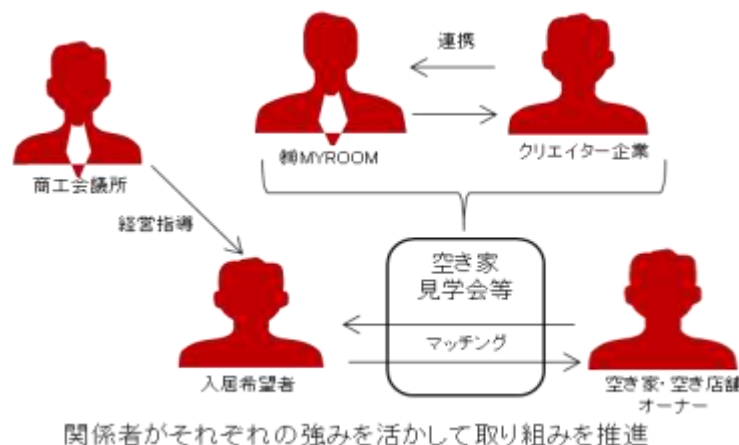 連携
㈱MYROOM
クリエイター企業
商工会議所
経営指導
空き家
見学会等
マッチング
入居希望者
空き家・空き店舗
オーナー
関係者がそれぞれの強みを活かして取り組みを推進